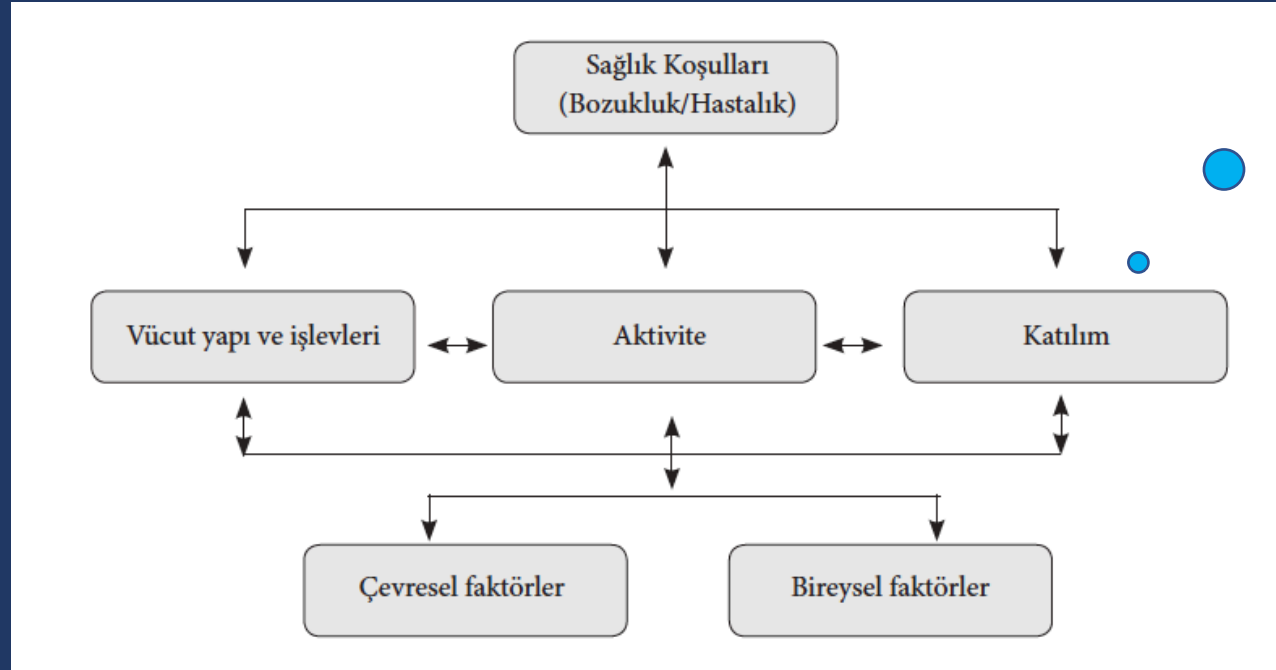 Sağlık Koşulları
(Bozukluk/Hastalık)
Vücut yapı ve işlevleri
Aktivite
Katılım
Çevresel faktörler
Bireysel faktörler